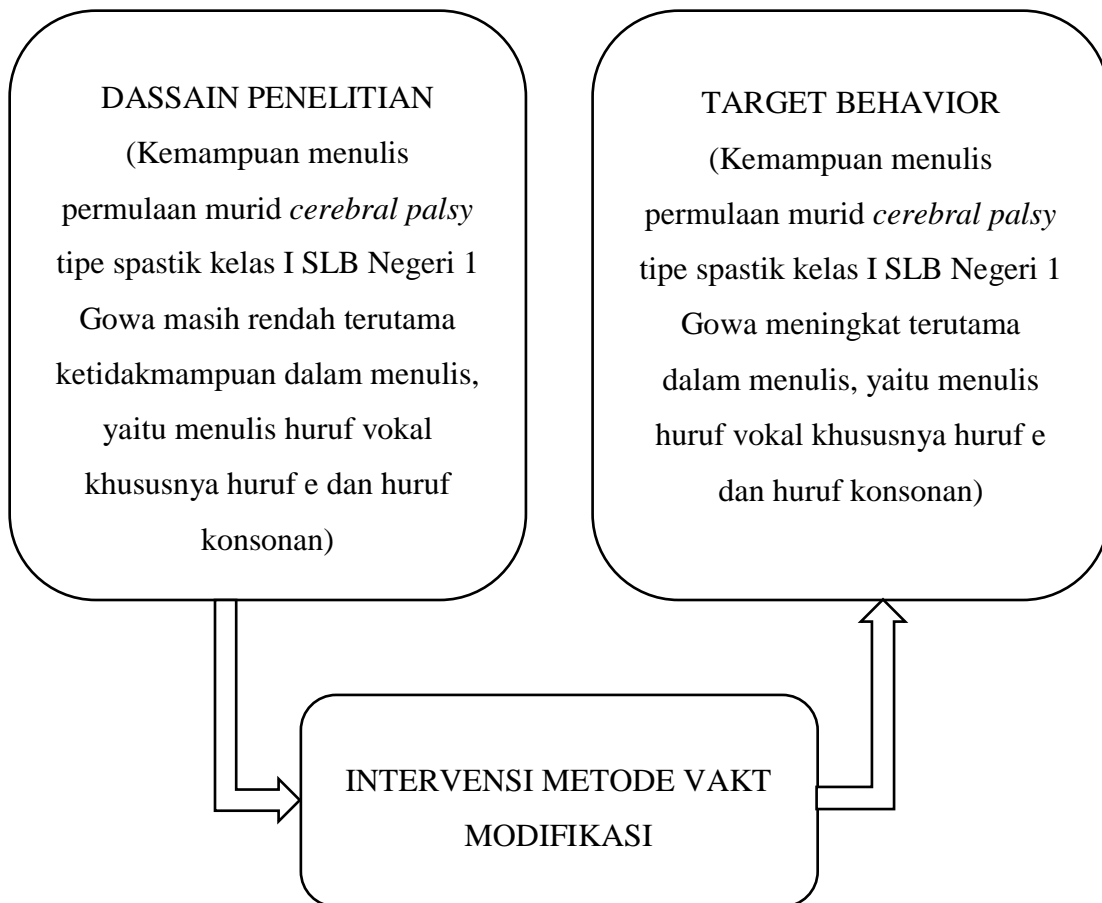 DASSAIN PENELITIAN
(Kemampuan menulis
permulaan murid cerebral palsy
tipe spastik kelas I SLB Negeri 1
Gowa masih rendah terutama
ketidakmampuan dalam menulis,
yaitu menulis huruf vokal
khususnya huruf e dan huruf
konsonan)
TARGET BEHAVIOR
(Kemampuan menulis
permulaan murid cerebral palsy
tipe spastik kelas I SLB Negeri 1
Gowa meningkat terutama
dalam menulis, yaitu menulis
huruf vokal khususnya huruf e
dan huruf konsonan)
INTERVENSI METODE VAKT
MODIFIKASI